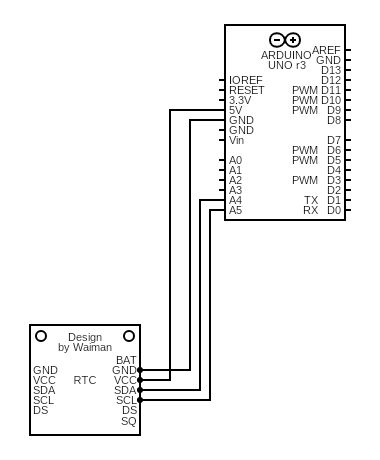 ARDUINO
UNO r3
AREF
GND
D13
IOREF D12
RESET PWM D11
3.3V PWM D10
5V PWM D9
GND D8
GND
Vin D7
PWM D6
A0 PWM D5
A1 D4
A2 PWM D3
A3 D2
A4 TX D1
A5 RX D0
Design
by Waiman
BAT
GND GND
VCC RTC VCC
SDA SDA
SCL SCL
DS DS
SQ